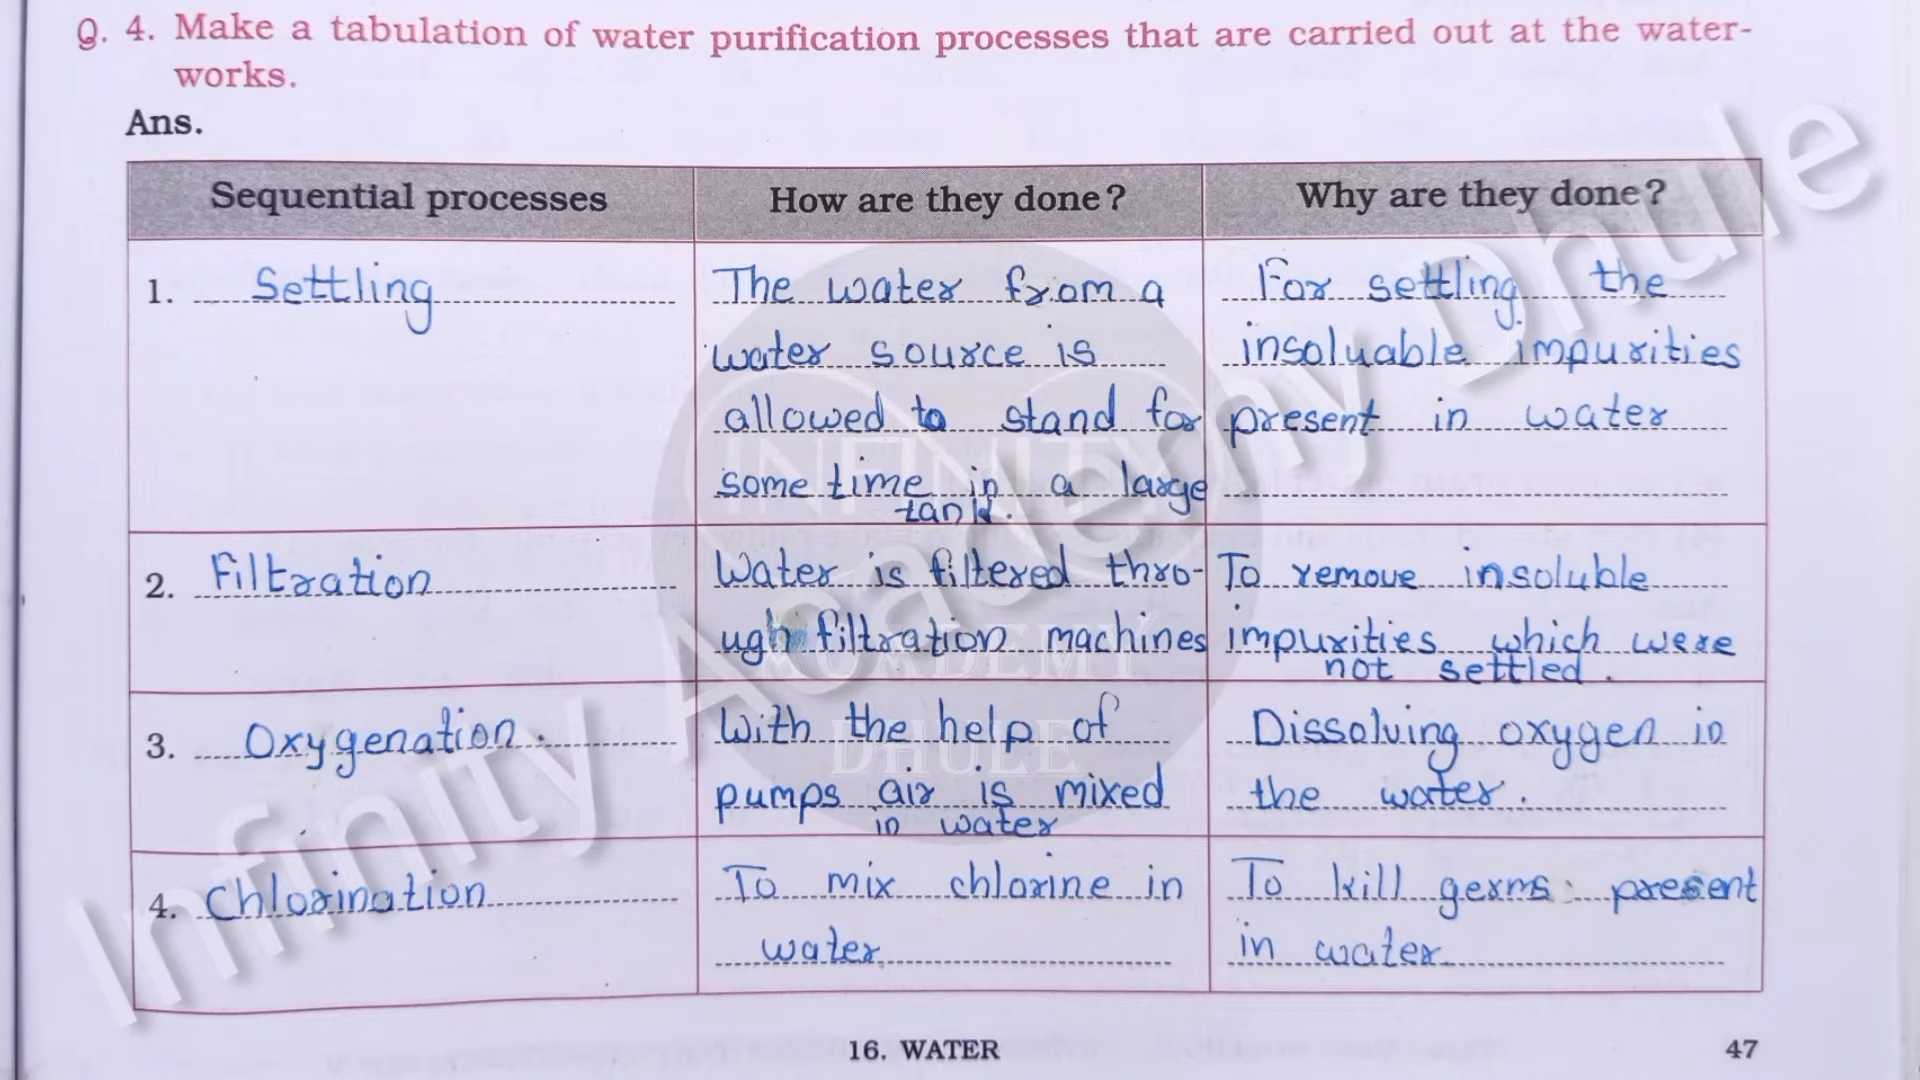 Q. 4. Make a tabulation of water purification processes that are carried out at the water-
works.
Ans.
Sequential processes
How are they done?
Why are they done?
1. Settling
The water from a
water source is
allowed to stand for
some time in a large
tank.
For settling the
insoluable impurities
present in water
2. Filtration
Water is filtered thro-
ugh filtration machines
To remove insoluble
impurities which were
not settled.
3. Oxygenation.
With the help of
pumps air is mixed
in water
Dissolving oxygen in
the water.
4. Chlorination
To mix chlorine in
water
To kill germs present
in water
16. WATER
47
Infinity Academy Dhule
INFINITY
ACADEMY
DHULE